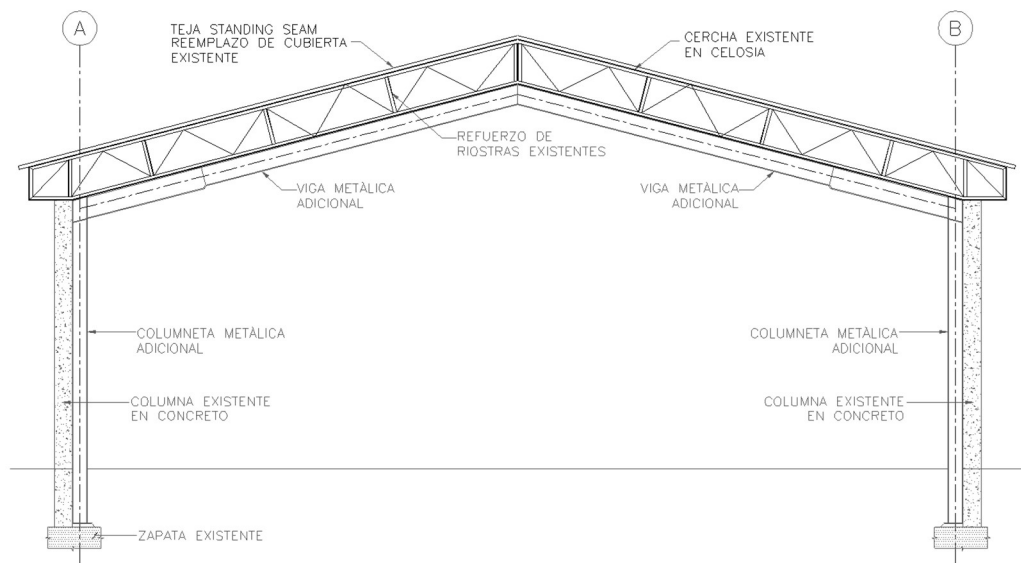 A
B
TEJA STANDING SEAM
REEMPLAZO DE CUBIERTA
EXISTENTE
CERCHA EXISTENTE
EN CELOSIA
REFUERZO DE
RIOSTRAS EXISTENTES
VIGA METÀLICA
ADICIONAL
VIGA METÀLICA
ADICIONAL
COLUMNETA METÀLICA
ADICIONAL
COLUMNETA METÀLICA
ADICIONAL
COLUMNA EXISTENTE
EN CONCRETO
COLUMNA EXISTENTE
EN CONCRETO
ZAPATA EXISTENTE